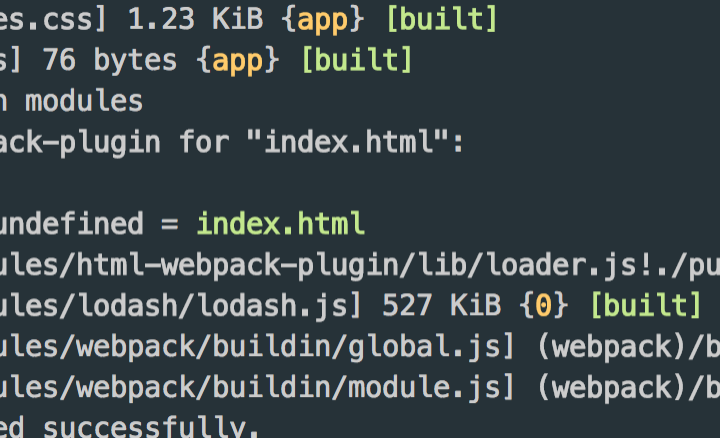 es.css] 1.23 KiB {app} [built]
s] 76 bytes {app} [built]
n modules
ack-plugin for "index.html":
undefined = index.html
ules/html-webpack-plugin/lib/loader.js!./pu
ules/lodash/lodash.js] 527 KiB {0} [built]
ules/webpack/buildin/global.js] (webpack)/b
ules/webpack/buildin/module.js] (webpack)/b
ed successfully.